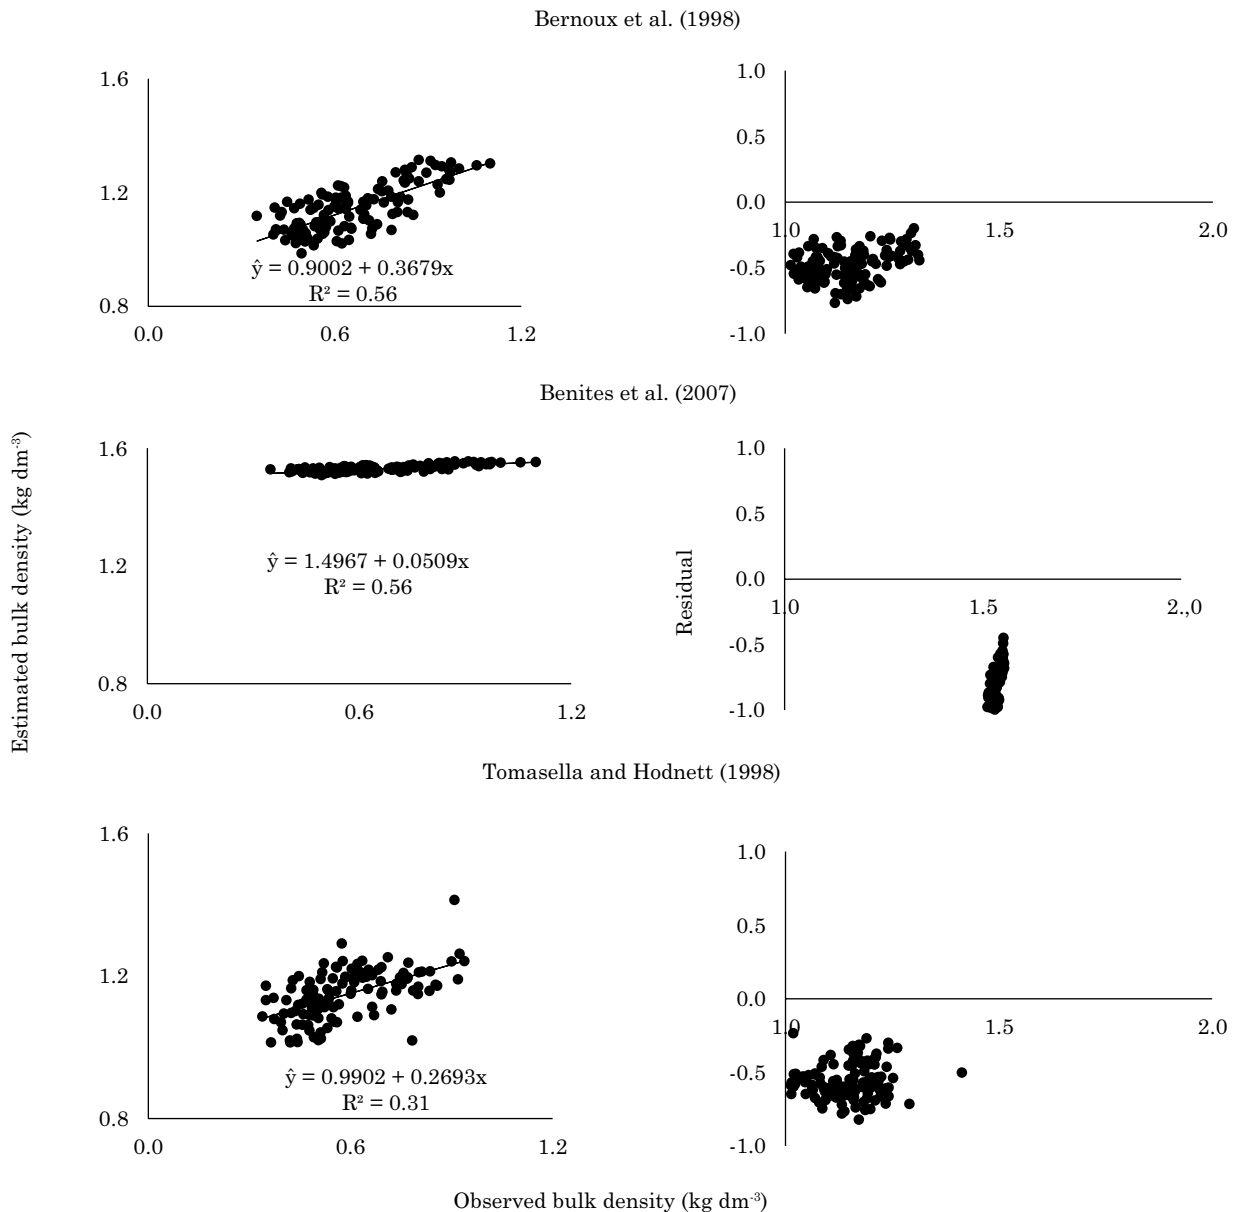 Bernoux et al. (1998)
1.6
1.2
0.8
0.0 0.6 1.2
ŷ = 0.9002 + 0.3679x
R² = 0.56
1.0
0.5
0.0
-0.5
-1.0
1.0 1.5 2.0
Benites et al. (2007)
Estimated bulk density (kg dm⁻³)
1.6
1.2
0.8
0.0 0.6 1.2
ŷ = 1.4967 + 0.0509x
R² = 0.56
Residual
1.0
0.5
0.0
-0.5
-1.0
1.0 1.5 2.,0
Tomasella and Hodnett (1998)
1.6
1.2
0.8
0.0 0.6 1.2
ŷ = 0.9902 + 0.2693x
R² = 0.31
1.0
0.5
0.0
-0.5
-1.0
1.0 1.5 2.0
Observed bulk density (kg dm⁻³)